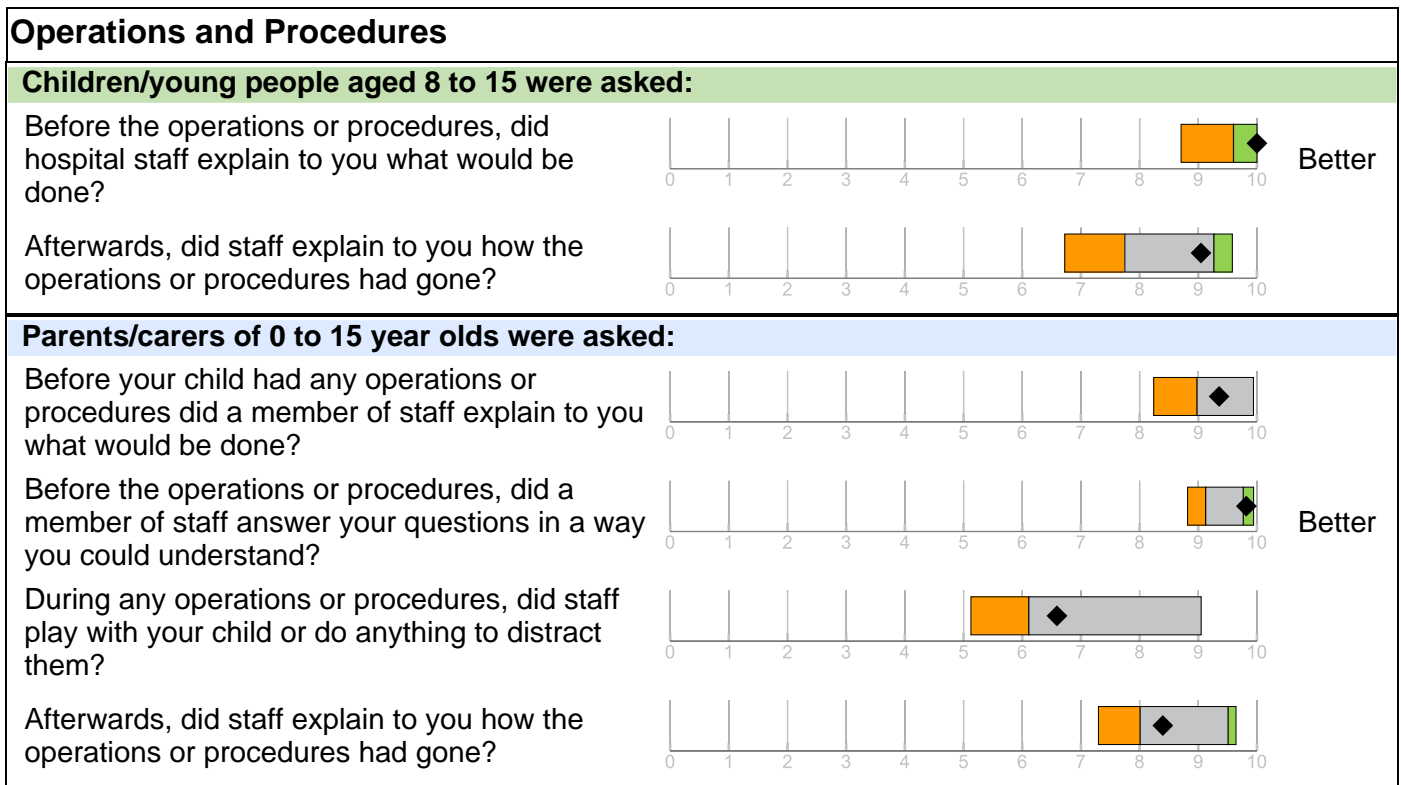 Operations and Procedures
Children/young people aged 8 to 15 were asked:
Before the operations or procedures, did
hospital staff explain to you what would be
done?
0 1 2 3 4 5 6 7 8 9 10
Better
Afterwards, did staff explain to you how the
operations or procedures had gone?
0 1 2 3 4 5 6 7 8 9 10
Parents/carers of 0 to 15 year olds were asked:
Before your child had any operations or
procedures did a member of staff explain to you
what would be done?
0 1 2 3 4 5 6 7 8 9 10
Before the operations or procedures, did a
member of staff answer your questions in a way
you could understand?
0 1 2 3 4 5 6 7 8 9 10
Better
During any operations or procedures, did staff
play with your child or do anything to distract
them?
0 1 2 3 4 5 6 7 8 9 10
Afterwards, did staff explain to you how the
operations or procedures had gone?
0 1 2 3 4 5 6 7 8 9 10